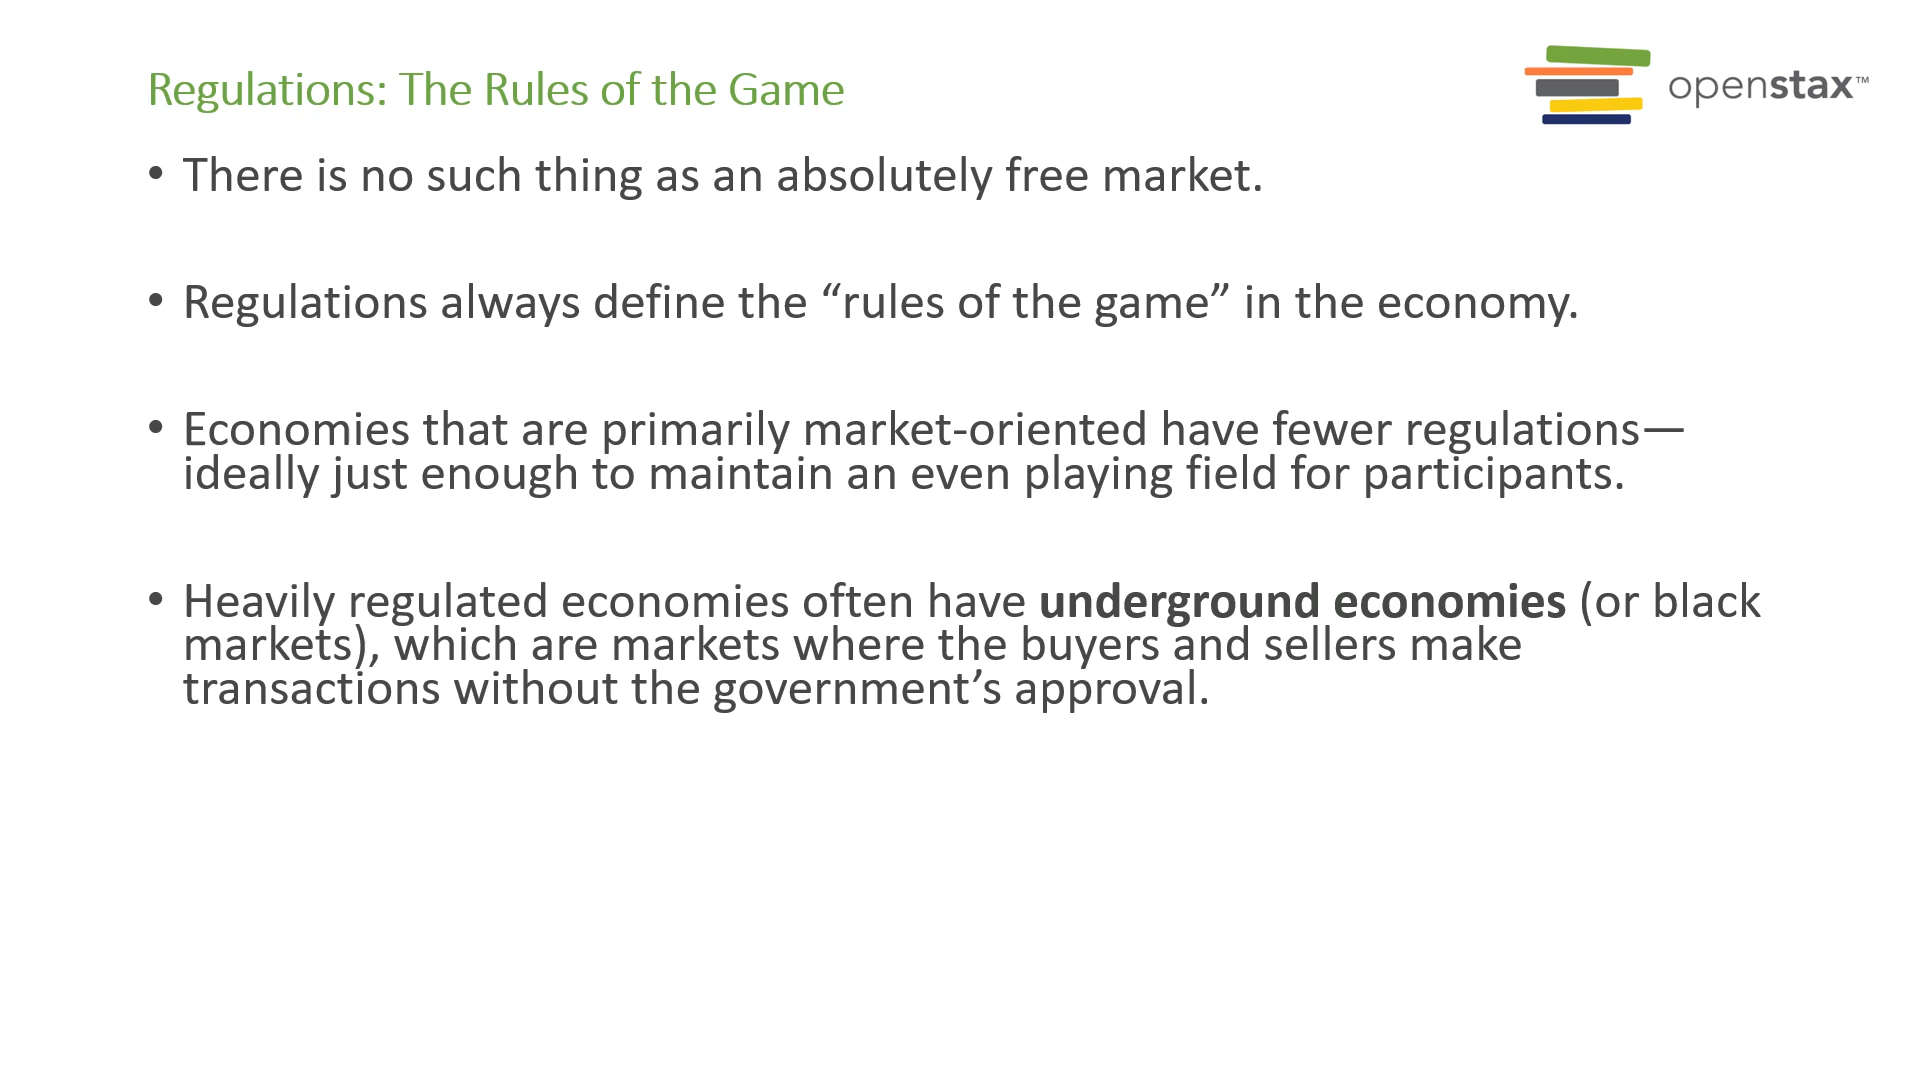 Regulations: The Rules of the Game
openstax™
• There is no such thing as an absolutely free market.
• Regulations always define the “rules of the game” in the economy.
• Economies that are primarily market-oriented have fewer regulations—
ideally just enough to maintain an even playing field for participants.
• Heavily regulated economies often have underground economies (or black
markets), which are markets where the buyers and sellers make
transactions without the government’s approval.